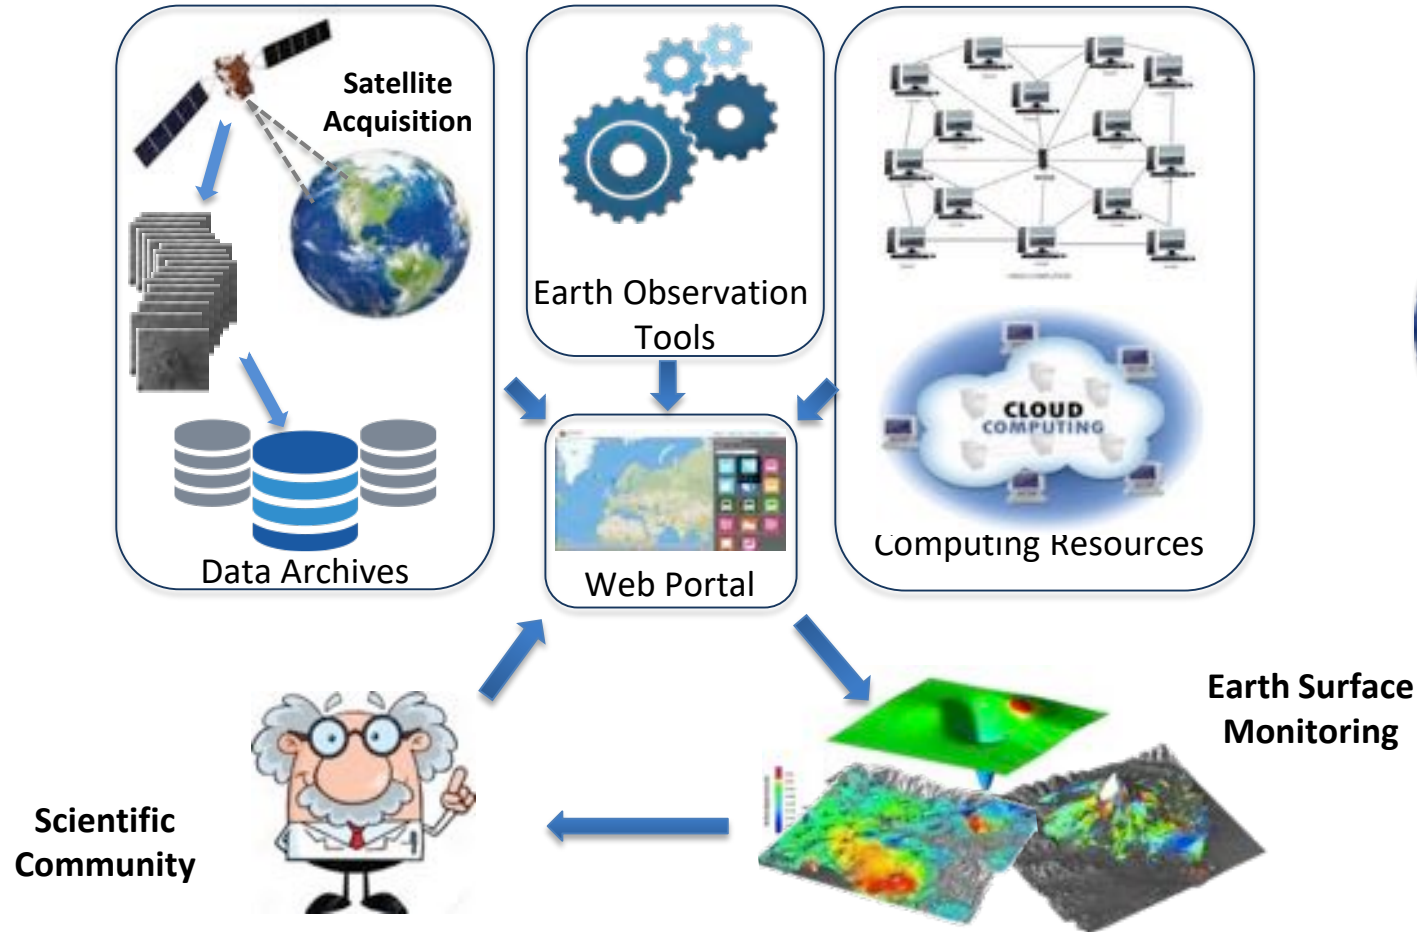 Satellite
Acquisition
Data Archives
Earth Observation
Tools
CLOUD
COMPUTING
Computing Resources
Web Portal
Earth Surface
Monitoring
Scientific
Community